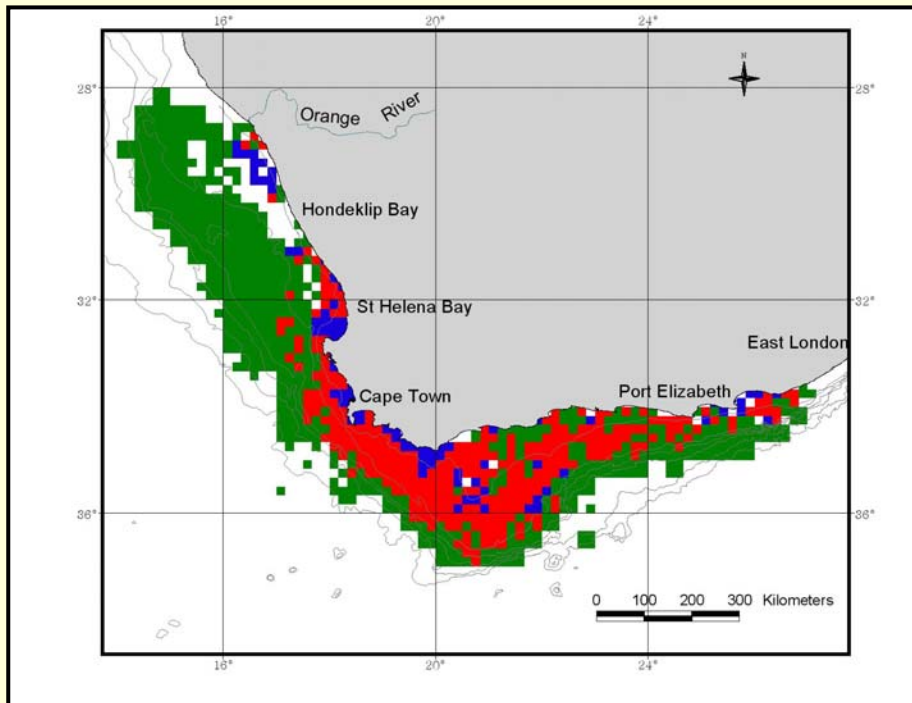 16° 20° 24°
N
28° 28°
Orange River
Hondeklip Bay
32° 32°
St Helena Bay
East London
Cape Town Port Elizabeth
36° 36°
0 100 200 300 Kilometers
16° 20° 24°